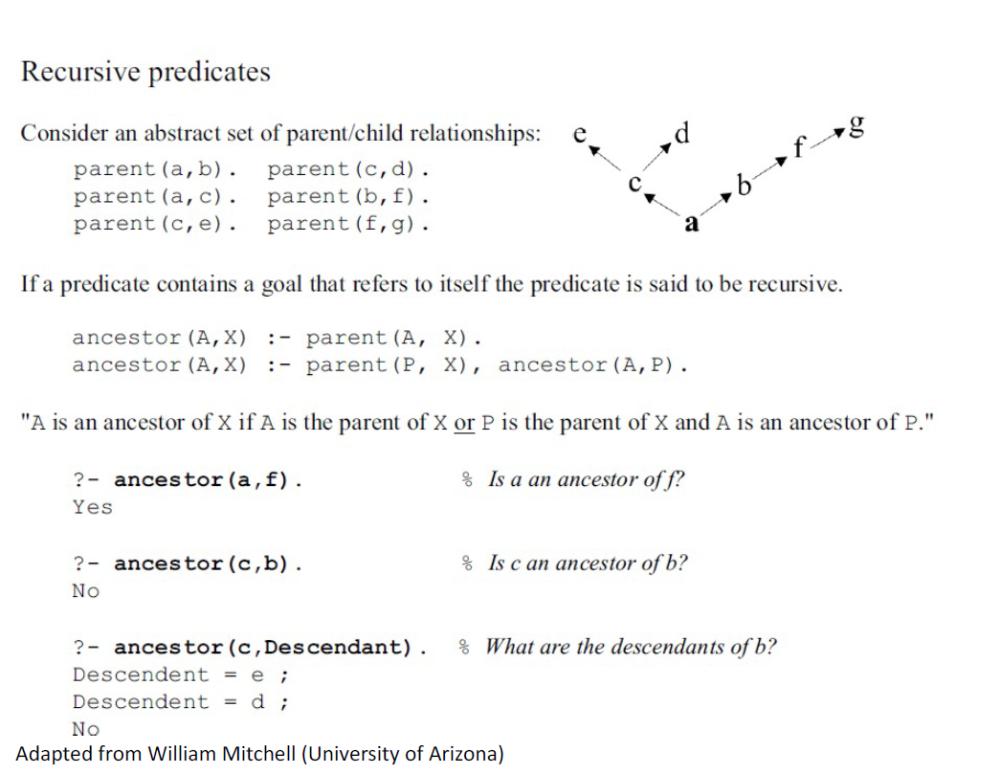 Recursive predicates
Consider an abstract set of parent/child relationships:
parent(a,b). parent(c,d).
parent(a,c). parent(b,f).
parent(c,e). parent(f,g).
e d g
f
c b
a
If a predicate contains a goal that refers to itself the predicate is said to be recursive.
ancestor(A,X) :- parent(A, X).
ancestor(A,X) :- parent(P, X), ancestor(A,P).
"A is an ancestor of X if A is the parent of X or P is the parent of X and A is an ancestor of P."
?- ancestor(a,f). % Is a an ancestor of f?
Yes
?- ancestor(c,b). % Is c an ancestor of b?
No
?- ancestor(c,Descendant). % What are the descendants of b?
Descendent = e ;
Descendent = d ;
No
Adapted from William Mitchell (University of Arizona)